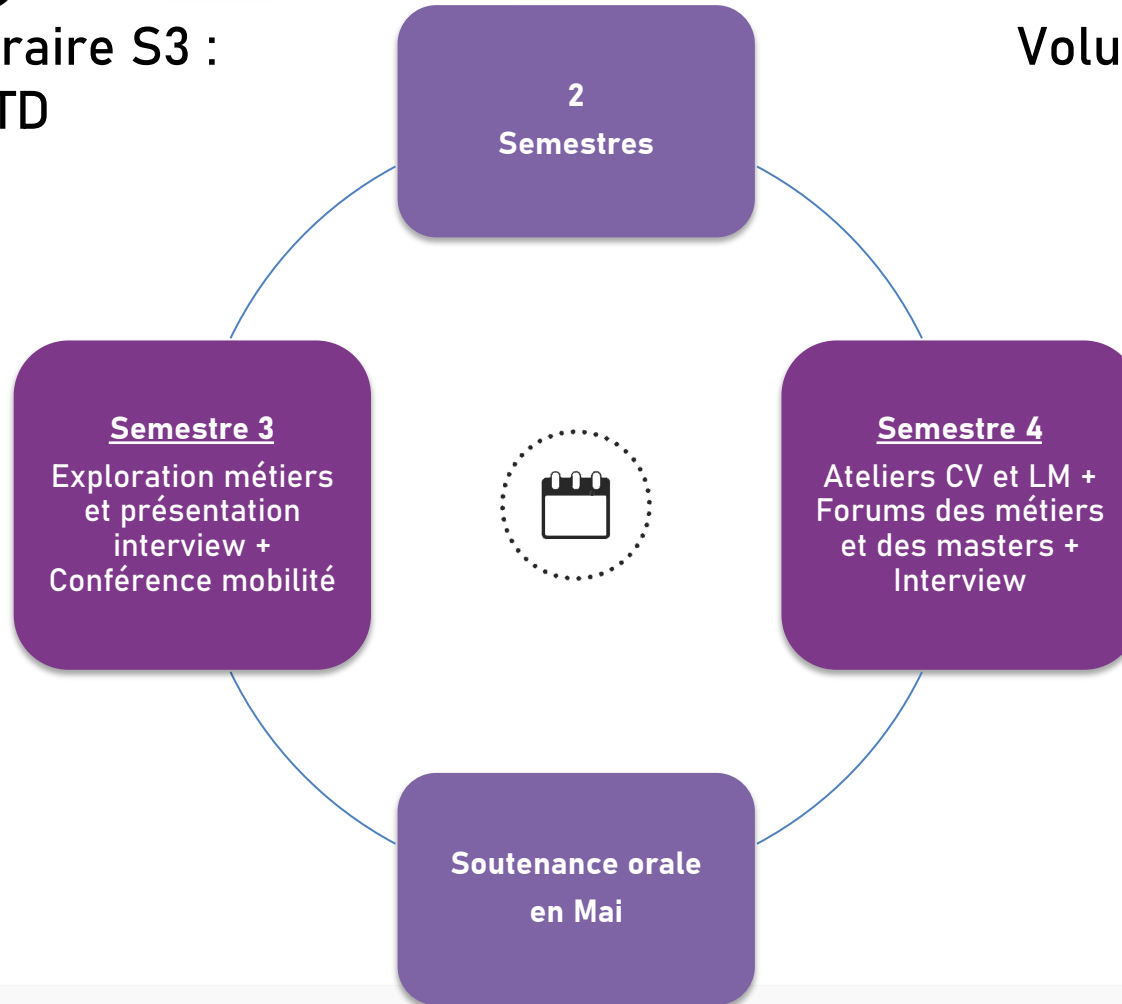 raire S3 :
Volu
TD
2
Semestres
Semestre 3
Exploration métiers
et présentation
interview +
Conférence mobilité
Semestre 4
Ateliers CV et LM +
Forums des métiers
et des masters +
Interview
Soutenance orale
en Mai